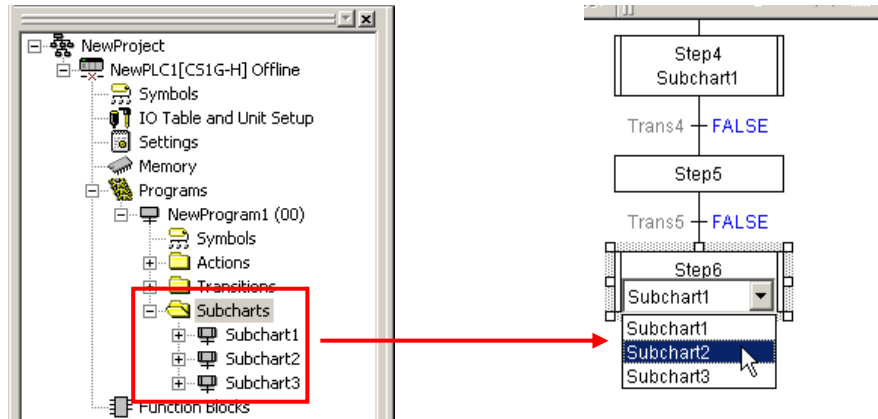 NewProject
NewPLC1[CS1G-H] Offline
Symbols
IO Table and Unit Setup
Settings
Memory
Programs
NewProgram1 (00)
Symbols
Actions
Transitions
Subcharts
Subchart1
Subchart2
Subchart3
Function Blocks
Step4
Subchart1
Trans4 FALSE
Step5
Trans5 FALSE
Step6
Subchart1
Subchart1
Subchart2
Subchart3